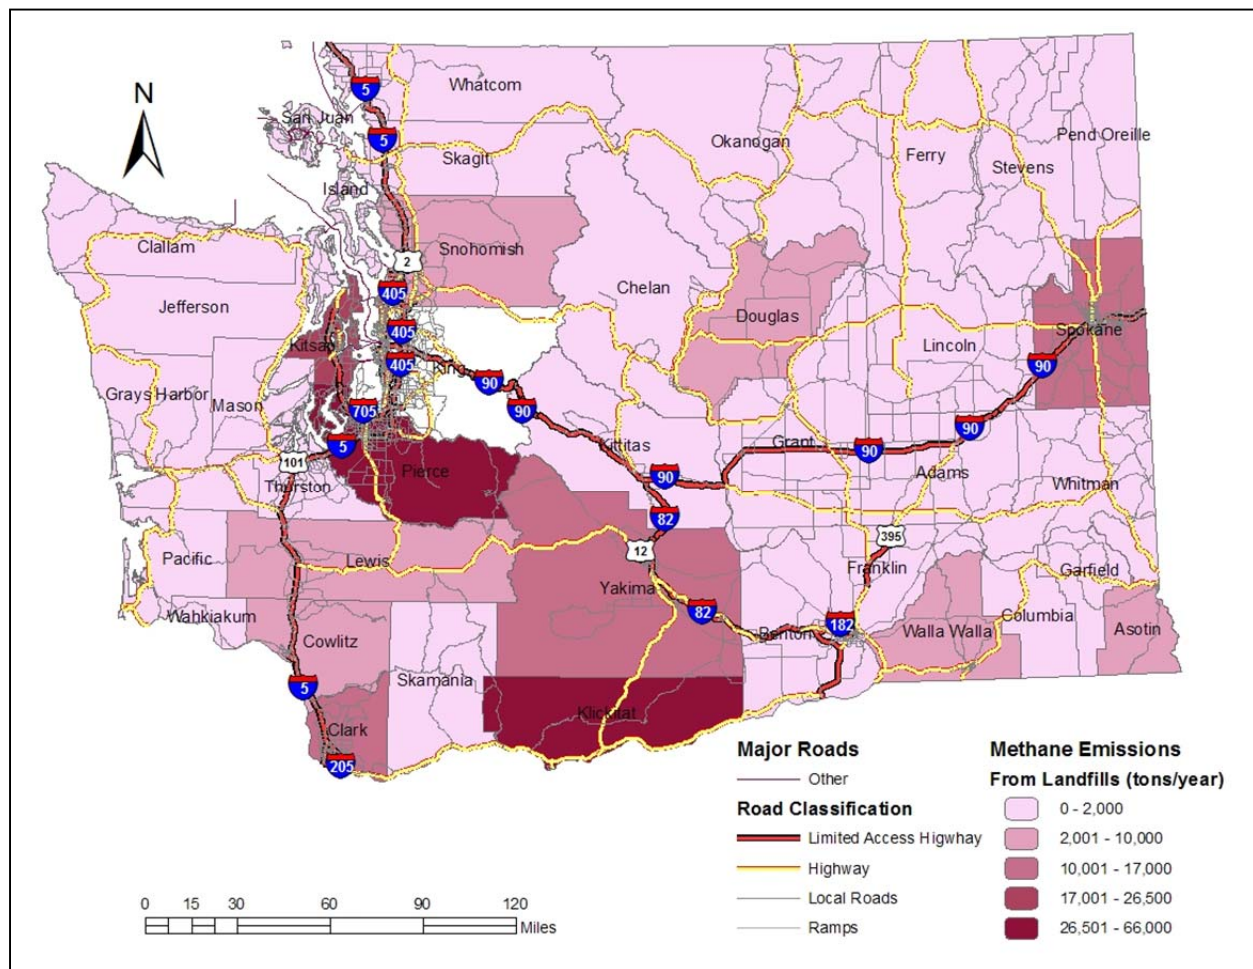 N
5
Whatcom
San Juan
5
Okanogan
Pend Oreille
Skagit
Ferry
Stevens
Island
Clallam
Snohomish
2
Chelan
405
Jefferson
Douglas
405
Spokane
Kitsap
Lincoln
405
King
90
90
Grays Harbor
Mason
705
90
90
Kittitas
Grant
90
5
101
Pierce
90
Adams
Thurston
Whitman
82
395
12
Pacific
Lewis
Franklin
Garfield
Yakima
82
Wahkiakum
182
Columbia
Cowlitz
Benton
Walla Walla
Asotin
5
Skamania
Klickitat
Clark
205
Major Roads
Other
Road Classification
Limited Access Higwhay
Highway
Local Roads
Ramps
Methane Emissions
From Landfills (tons/year)
0 - 2,000
2,001 - 10,000
10,001 - 17,000
17,001 - 26,500
26,501 - 66,000
0 15 30 60 90 120
Miles